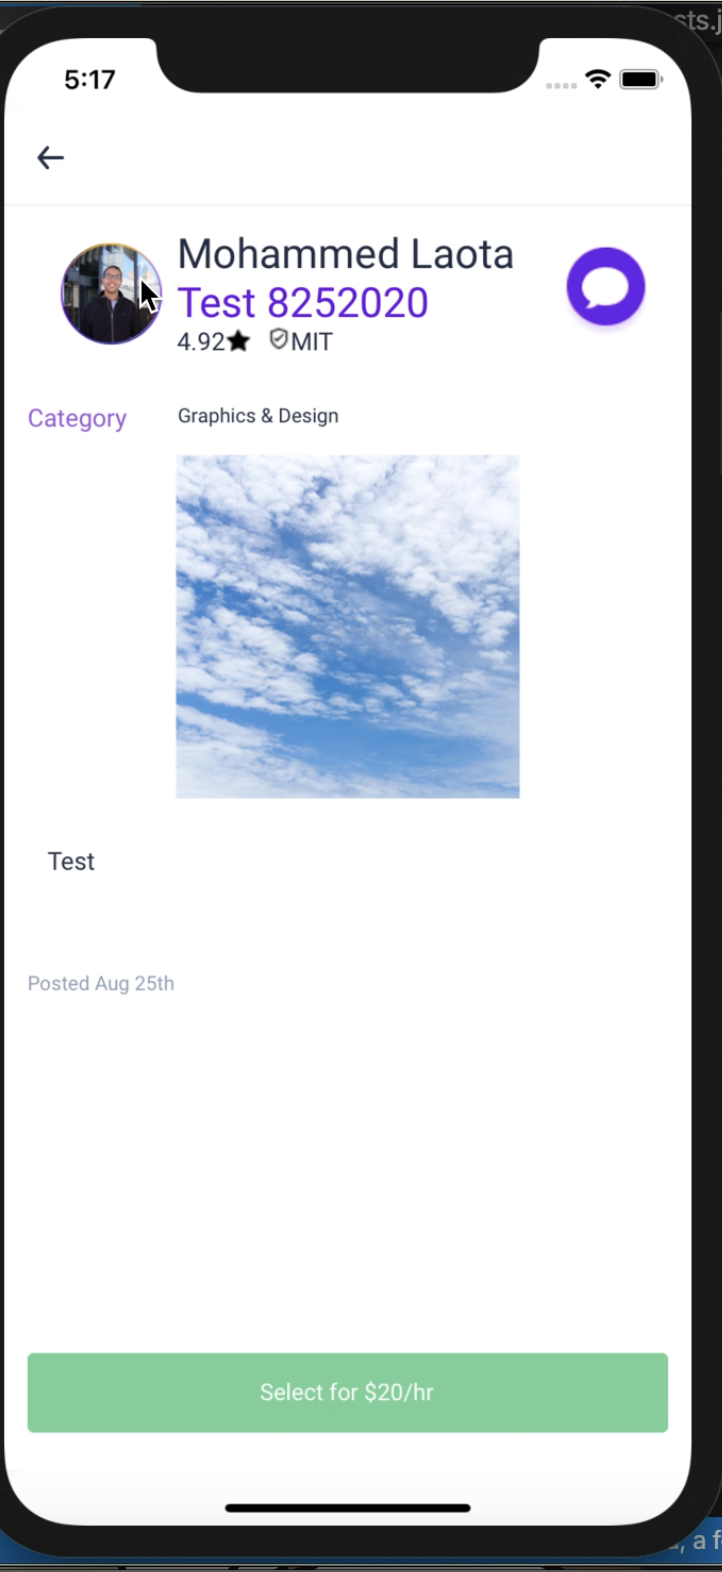 sts.j
5:17
Mohammed Laota
Test 8252020
4.92★ MIT
Category
Graphics & Design
Test
Posted Aug 25th
Select for $20/hr
, a f